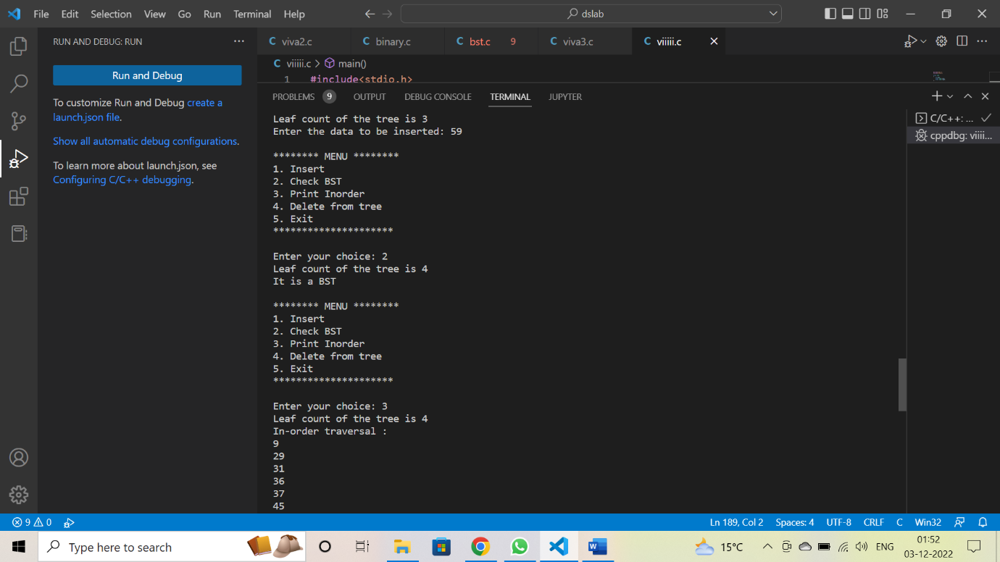 File Edit Selection View Go Run Terminal Help
dslab
RUN AND DEBUG: RUN
Run and Debug
To customize Run and Debug create a
launch.json file.
Show all automatic debug configurations.
To learn more about launch.json, see
Configuring C/C++ debugging.
C viva2.c C binary.c C bst.c 9 C viva3.c C viiiii.c
C viiiii.c > main()
1 #include<stdio.h>
PROBLEMS 9 OUTPUT DEBUG CONSOLE TERMINAL JUPYTER
C/C++: ...
cppdbg: viiii...
Leaf count of the tree is 3
Enter the data to be inserted: 59
******** MENU ********
1. Insert
2. Check BST
3. Print Inorder
4. Delete from tree
5. Exit
*********************
Enter your choice: 2
Leaf count of the tree is 4
It is a BST
******** MENU ********
1. Insert
2. Check BST
3. Print Inorder
4. Delete from tree
5. Exit
*********************
Enter your choice: 3
Leaf count of the tree is 4
In-order traversal :
9
29
31
36
37
45
9 0
Ln 189, Col 2 Spaces: 4 UTF-8 CRLF C Win32
Type here to search
15°C ENG
01:52
03-12-2022